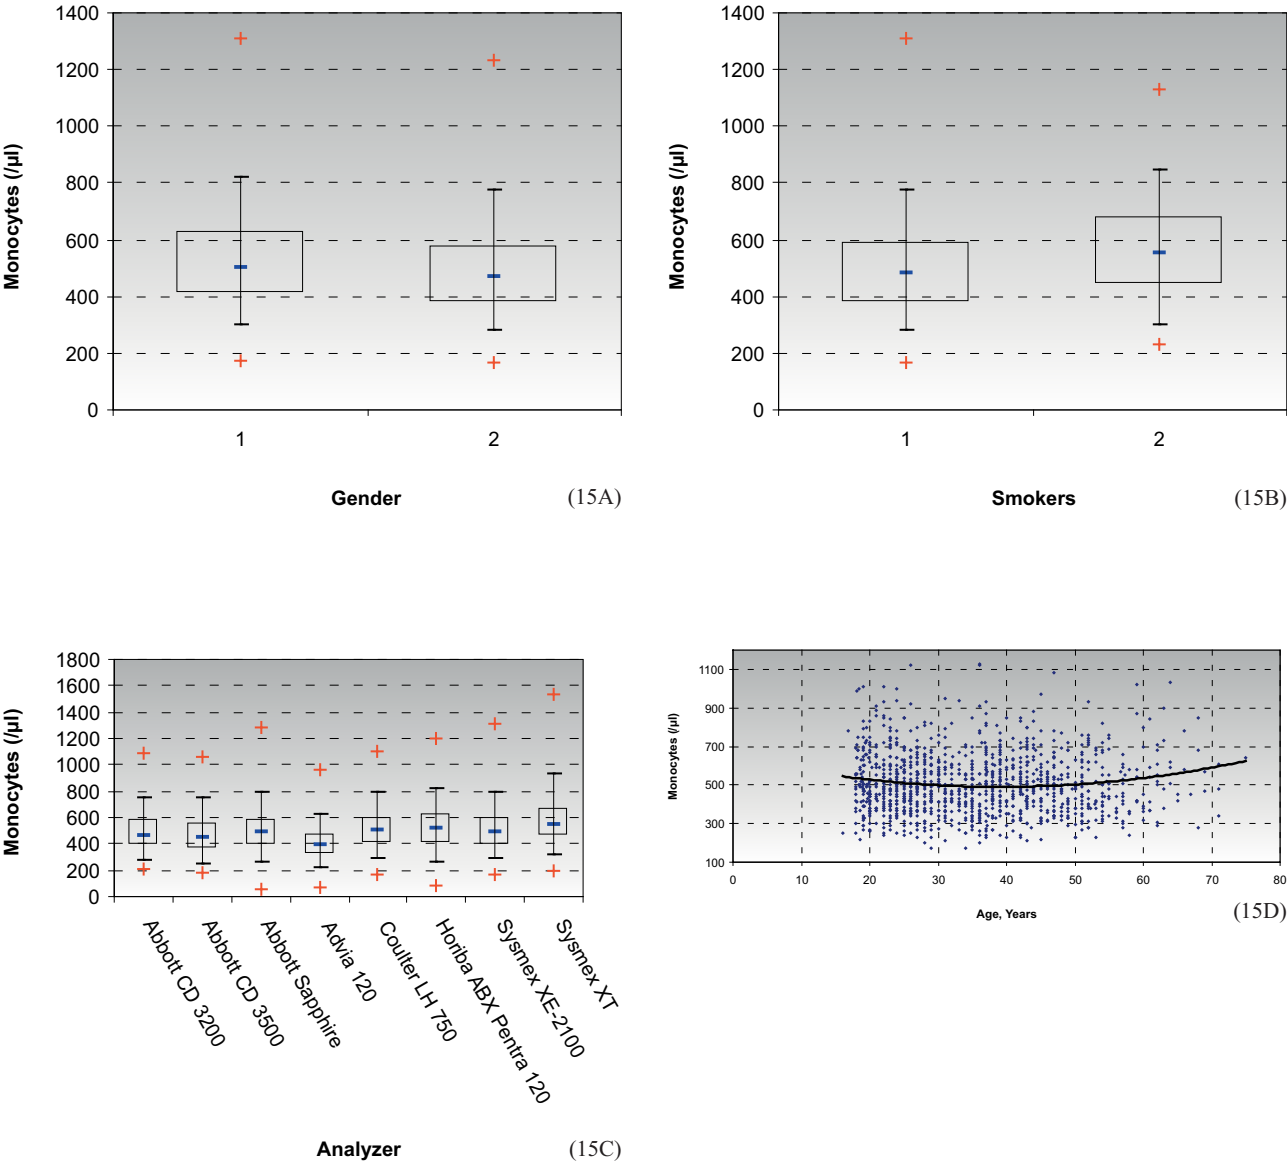 1400
1200
1000
800
600
400
200
0
Monocytes (/µl)
1
2
Gender
(15A)
1400
1200
1000
800
600
400
200
0
Monocytes (/µl)
1
2
Smokers
(15B)
1800
1600
1400
1200
1000
800
600
400
200
0
Monocytes (/µl)
Abbott CD 3200
Abbott CD 3500
Abbott Sapphire
Advia 120
Coulter LH 750
Horiba ABX Pentra 120
Sysmex XE-2100
Sysmex XT
Analyzer
(15C)
1100
900
700
500
300
100
Monocytes (/µl)
0
10
20
30
40
50
60
70
80
Age, Years
(15D)